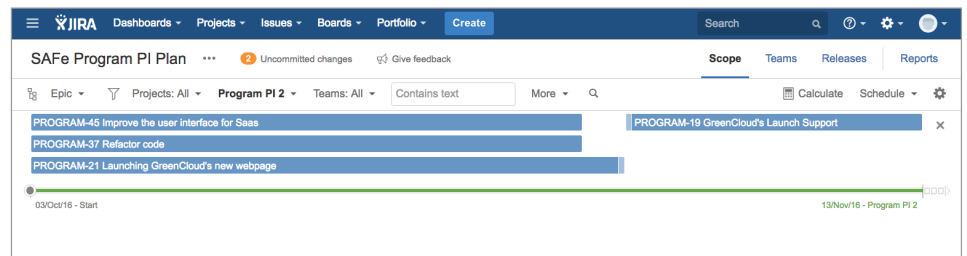 JIRA Dashboards Projects Issues Boards Portfolio Create Search
SAFe Program PI Plan ... 2 Uncommitted changes Give feedback Scope Teams Releases Reports
Epic Projects: All Program PI 2 Teams: All Contains text More Calculate Schedule
PROGRAM-45 Improve the user interface for Saas PROGRAM-19 GreenCloud's Launch Support
PROGRAM-37 Refactor code
PROGRAM-21 Launching GreenCloud's new webpage
03/Oct/16 - Start 13/Nov/16 - Program PI 2